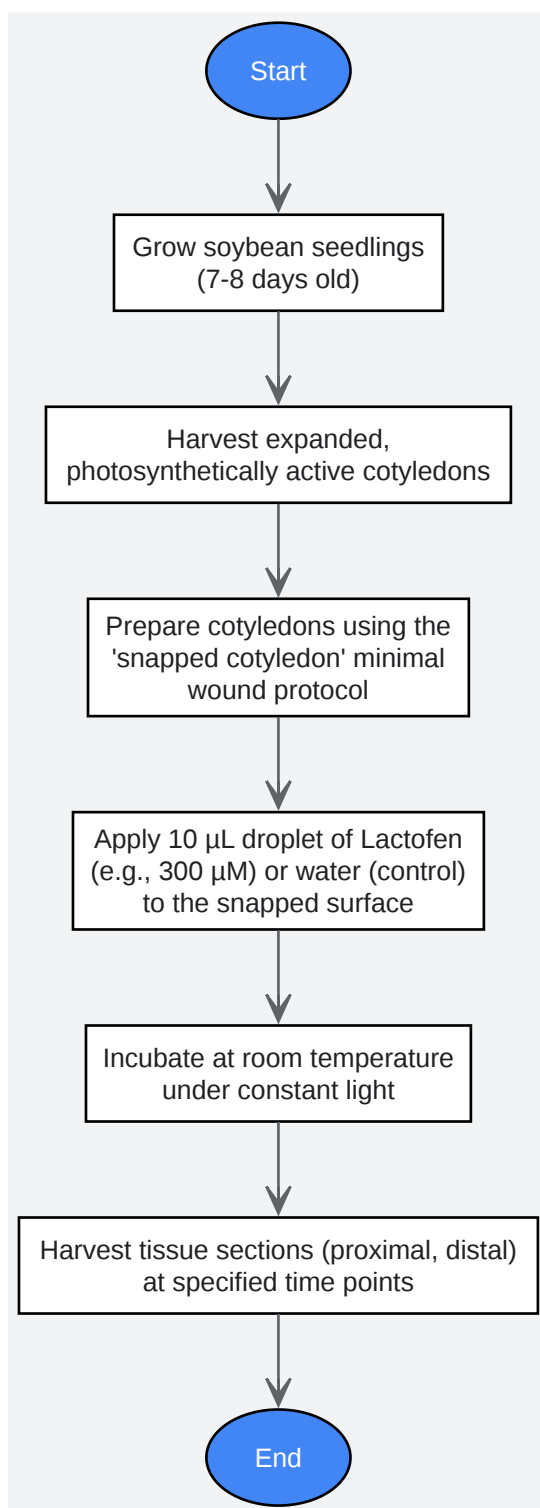 Start
Grow soybean seedlings
(7-8 days old)
Harvest expanded,
photosynthetically active cotyledons
Prepare cotyledons using the
'snapped cotyledon' minimal
wound protocol
Apply 10 µL droplet of Lactofen
(e.g., 300 µM) or water (control)
to the snapped surface
Incubate at room temperature
under constant light
Harvest tissue sections (proximal, distal)
at specified time points
End